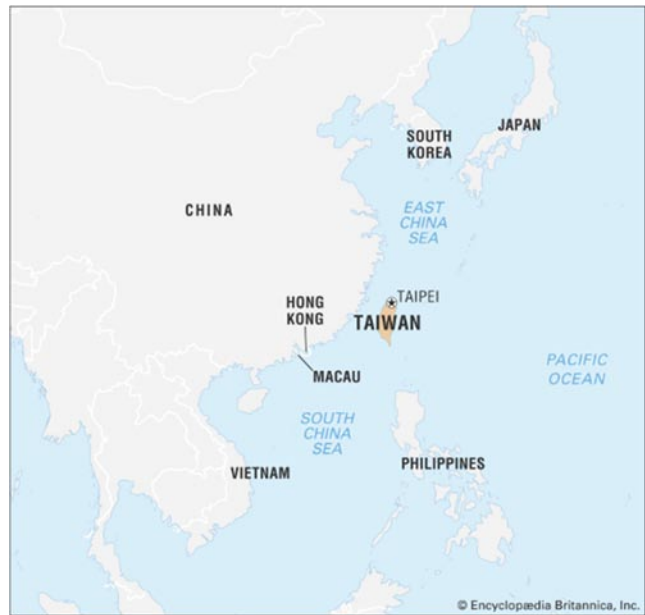 JAPAN
SOUTH
KOREA
CHINA
EAST
CHINA
SEA
TAIPEI
HONG
KONG
TAIWAN
MACAU
PACIFIC
OCEAN
SOUTH
CHINA
SEA
VIETNAM
PHILIPPINES
© Encyclopædia Britannica, Inc.